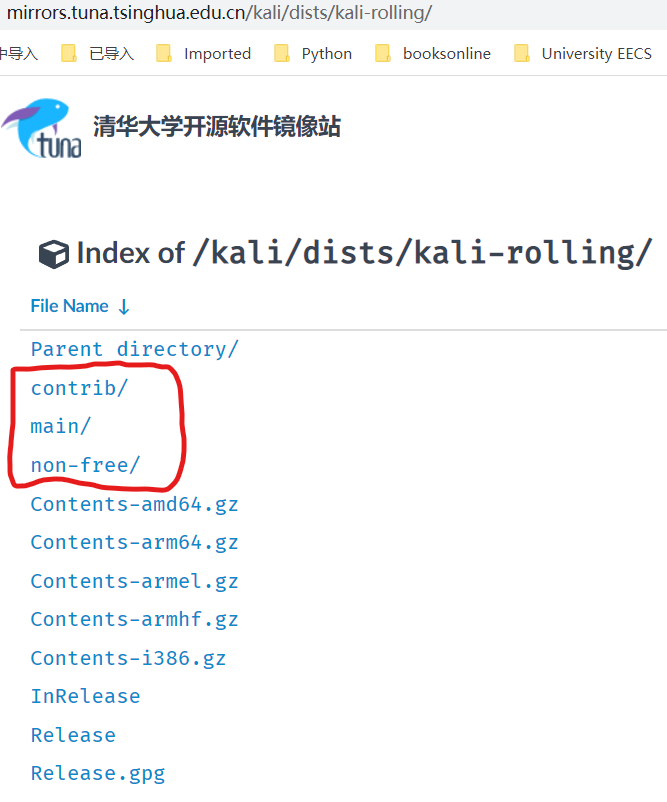 mirrors.tuna.tsinghua.edu.cn/kali/dists/kali-rolling/
中导入 已导入 Imported Python booksonline University EECS
tuna 清华大学开源软件镜像站
Index of /kali/dists/kali-rolling/
File Name ↓
Parent directory/
contrib/
main/
non-free/
Contents-amd64.gz
Contents-arm64.gz
Contents-armel.gz
Contents-armhf.gz
Contents-i386.gz
InRelease
Release
Release.gpg